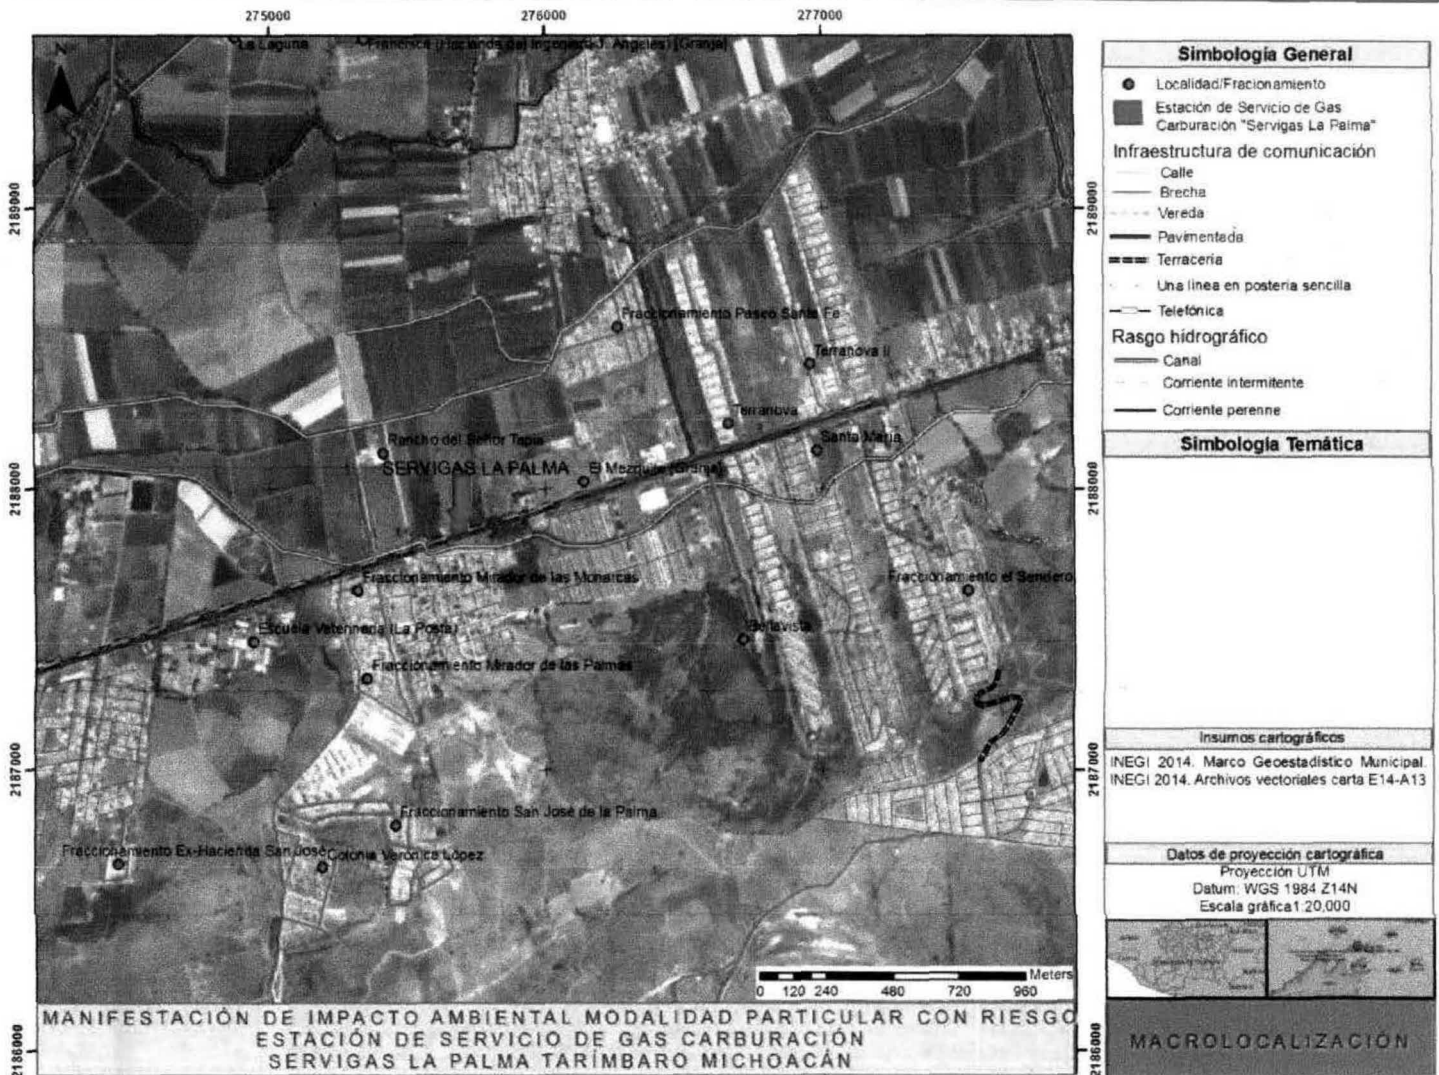 275000 276000 277000
N
La Laguna
Francisca (Hacienda del Ingeniero J. Angeles) [Granja]
2189000
2189000
Fraccionamiento Paseo Santa Fe
Terranova II
Terranova
Santa María
Rancho del Señor Tapia
SERVIGAS LA PALMA
El Mezquite [Granja]
2188000
2188000
Fraccionamiento Mirador de las Monarcas
Fraccionamiento el Sendero
Escuela Veterinaria (La Posta)
Bellavista
Fraccionamiento Mirador de las Palmas
2187000
2187000
Fraccionamiento San José de la Palma
Fraccionamiento Ex-Hacienda San José
Colonia Verónica López
Meters
0 120 240 480 720 960
2186000
2186000
MANIFESTACIÓN DE IMPACTO AMBIENTAL MODALIDAD PARTICULAR CON RIESGO
ESTACIÓN DE SERVICIO DE GAS CARBURACIÓN
SERVIGAS LA PALMA TARÍMBARO MICHOACÁN
Simbología General
Localidad/Fracionamiento
Estación de Servicio de Gas
Carburación "Servigas La Palma"
Infraestructura de comunicación
Calle
Brecha
Vereda
Pavimentada
Terracería
Una línea en postería sencilla
Telefónica
Rasgo hidrográfico
Canal
Corriente intermitente
Corriente perenne
Simbología Temática
Insumos cartográficos
INEGI 2014. Marco Geoestadístico Municipal.
INEGI 2014. Archivos vectoriales carta E14-A13
Datos de proyección cartográfica
Proyección UTM
Datum: WGS 1984 Z14N
Escala gráfica1:20,000
MACROLOCALIZACIÓN